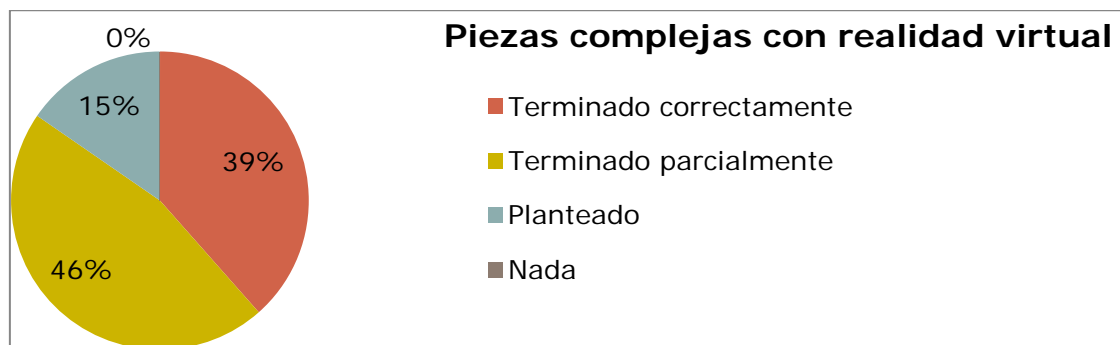 Piezas complejas con realidad virtual
0%
15%
39%
46%
Terminado correctamente
Terminado parcialmente
Planteado
Nada